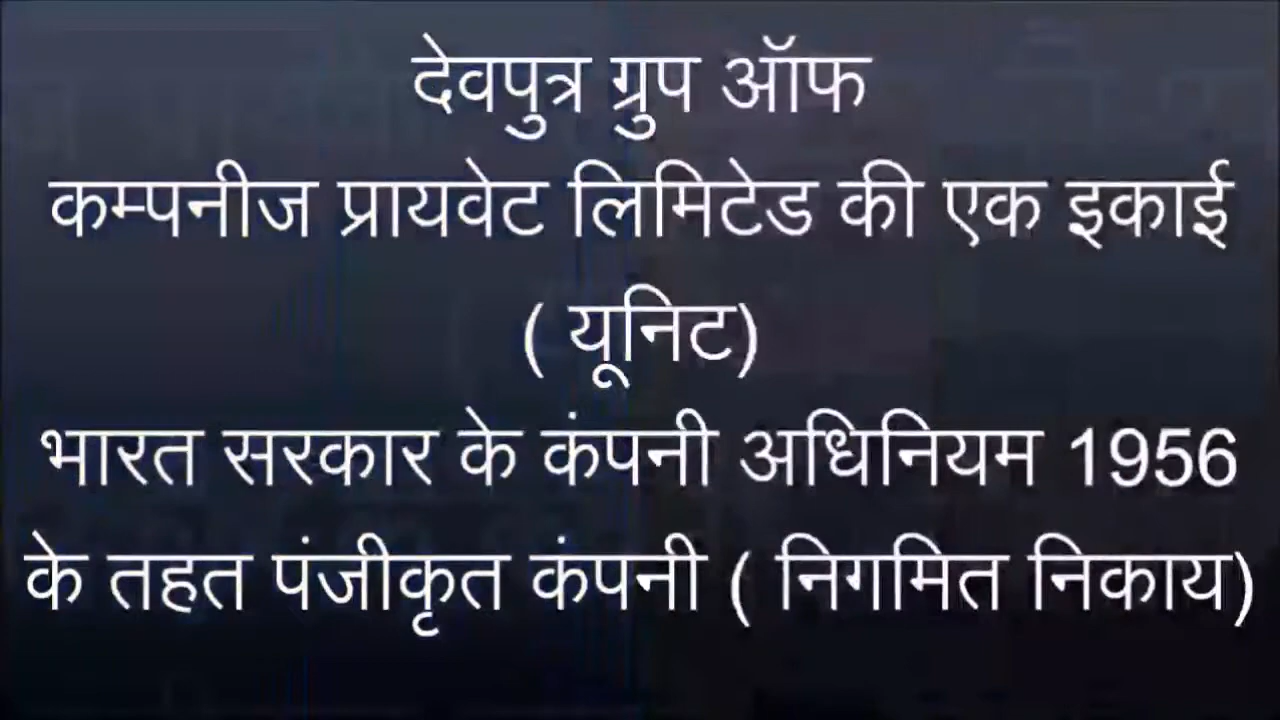 देवपुत्र ग्रुप ऑफ
कम्पनीज प्रायवेट लिमिटेड की एक इकाई
( यूनिट)
भारत सरकार के कंपनी अधिनियम 1956
के तहत पंजीकृत कंपनी ( निगमित निकाय)